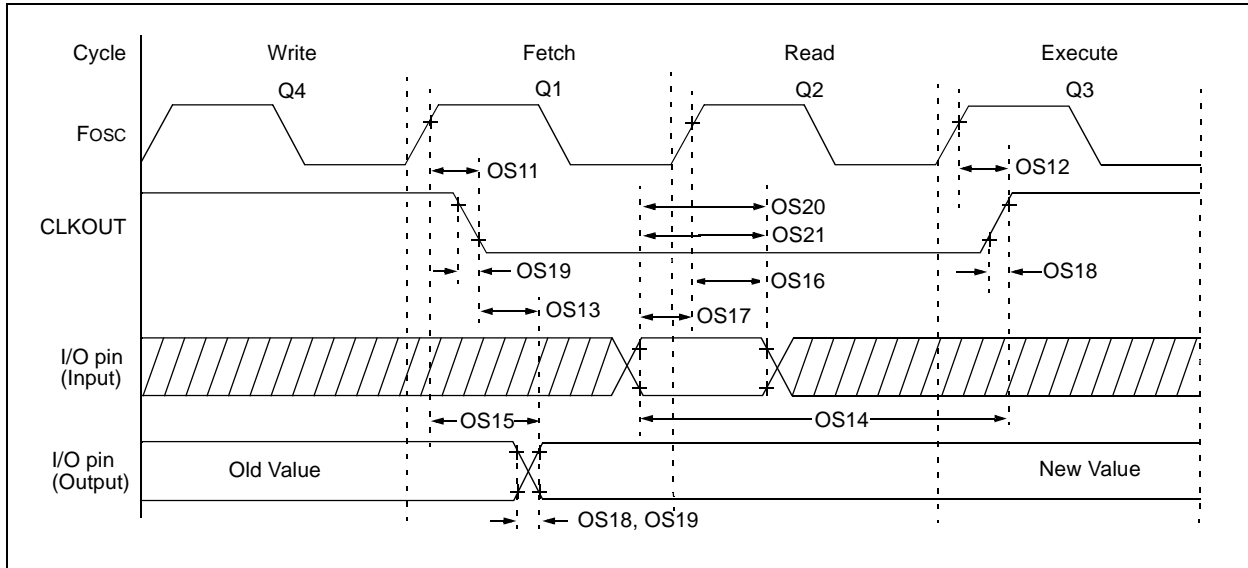 Cycle Write Fetch Read Execute
Q4 Q1 Q2 Q3
FOSC
OS11 OS12
OS20
CLKOUT
OS21
OS19 OS16 OS18
OS13 OS17
I/O pin
(Input)
OS15 OS14
I/O pin
(Output)
Old Value New Value
OS18, OS19